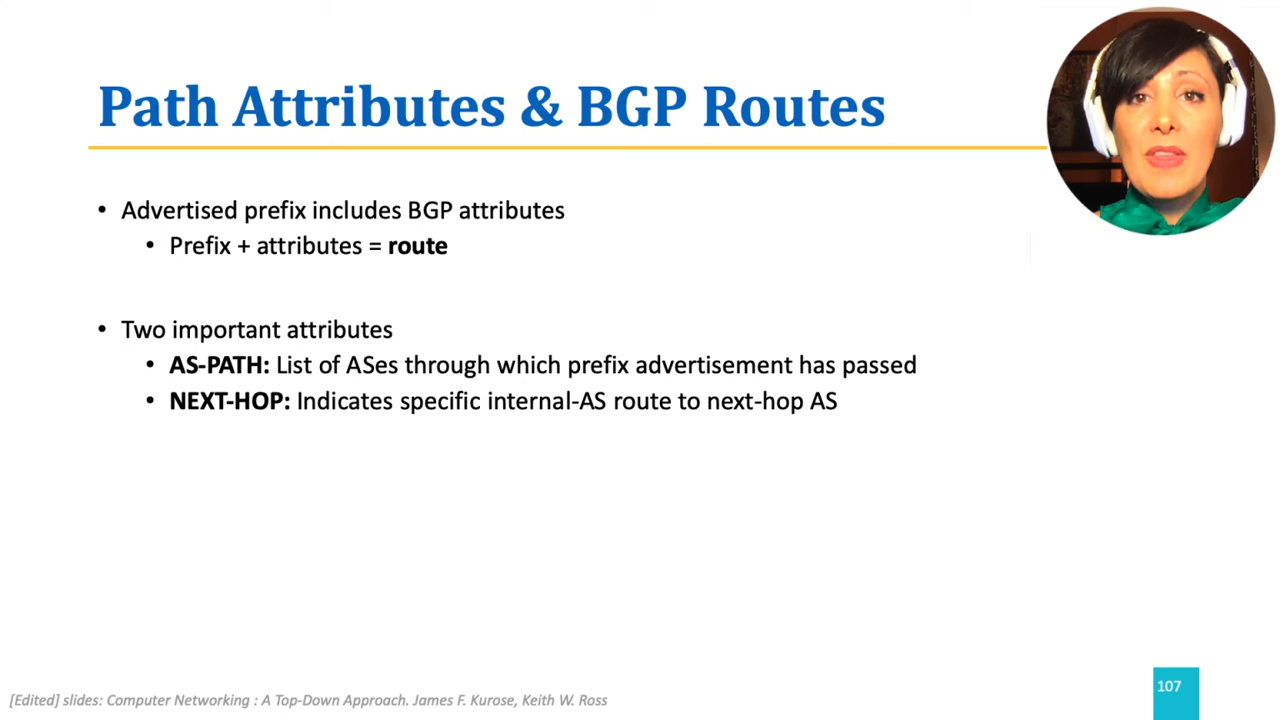 Path Attributes & BGP Routes
• Advertised prefix includes BGP attributes
• Prefix + attributes = route
• Two important attributes
• AS-PATH: List of ASes through which prefix advertisement has passed
• NEXT-HOP: Indicates specific internal-AS route to next-hop AS
[Edited] slides: Computer Networking : A Top-Down Approach. James F. Kurose, Keith W. Ross
107